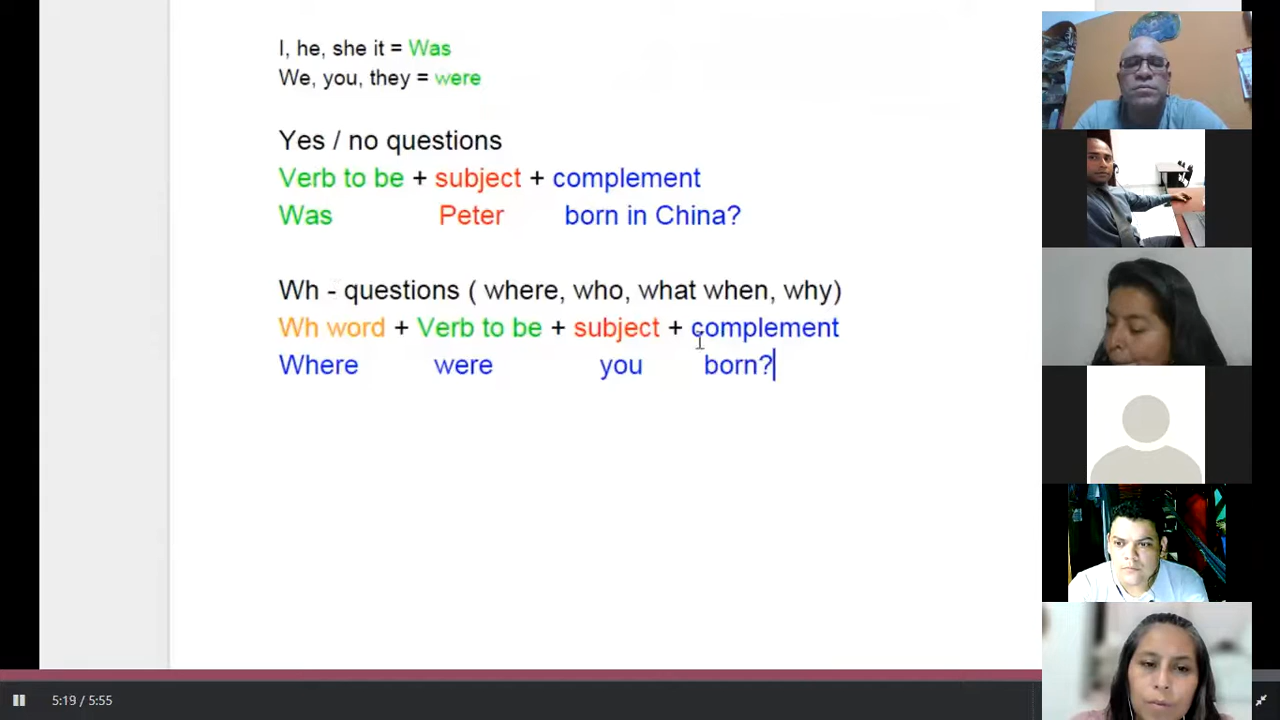 I, he, she it = Was
We, you, they = were
Yes / no questions
Verb to be + subject + complement
Was Peter born in China?
Wh - questions ( where, who, what when, why)
Wh word + Verb to be + subject + complement
Where were you born?
5:19 / 5:55